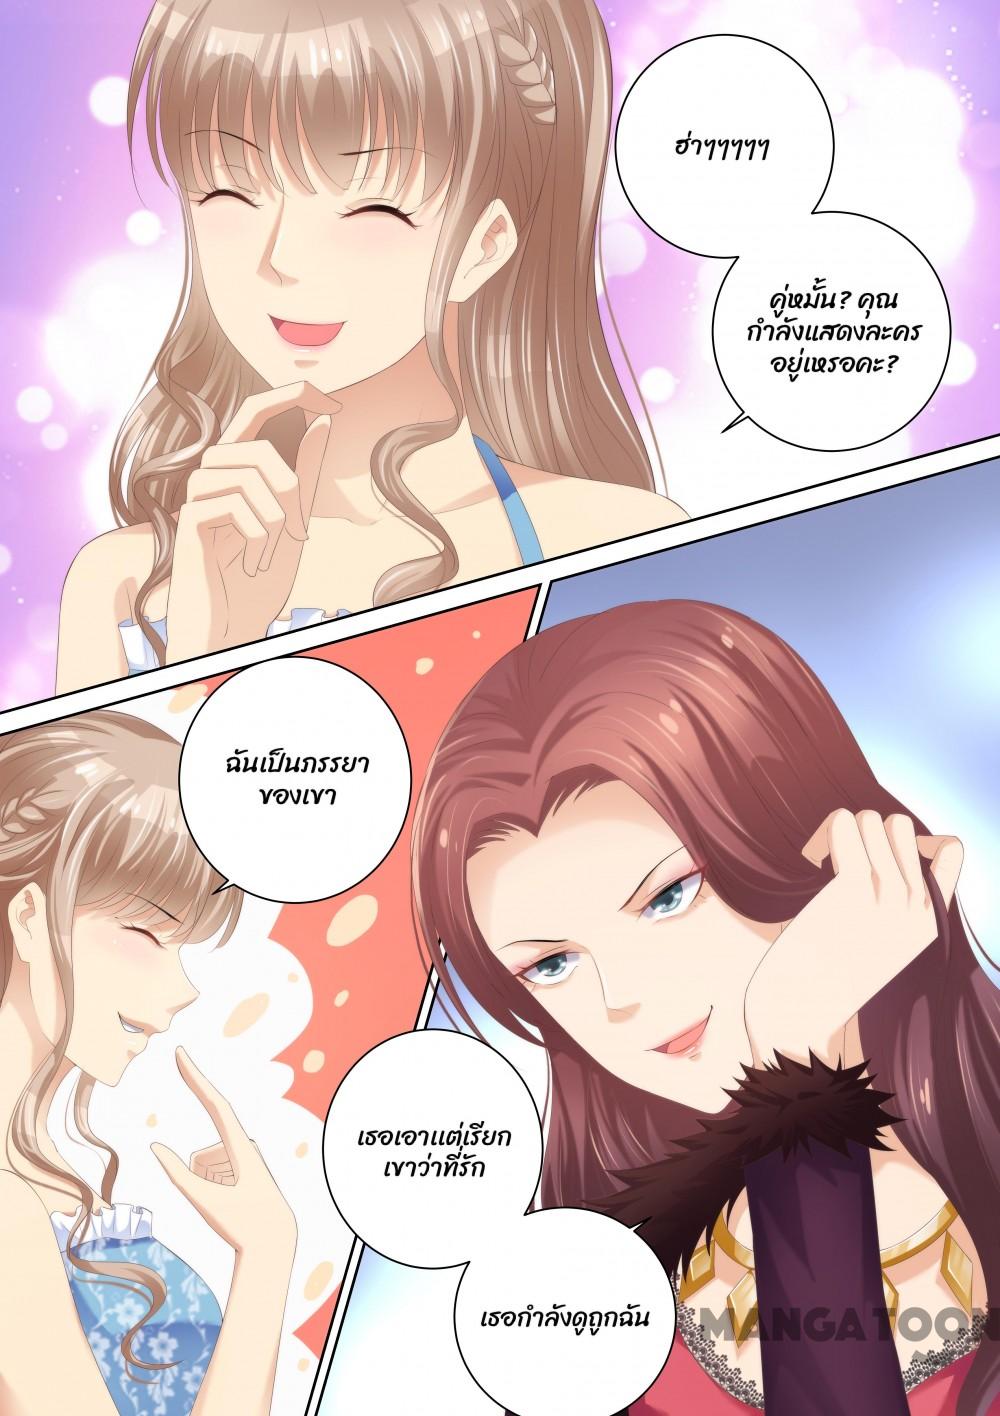 ฮ่าๆๆๆๆๆ
คู่หมั้น? คุณ
กำลังแสดงละคร
อยู่เหรอคะ?
ฉันเป็นภรรยา
ของเขา
เธอเอาแต่เรียก
เขาว่าที่รัก
เธอกำลังดูถูกฉัน
MANGATOON